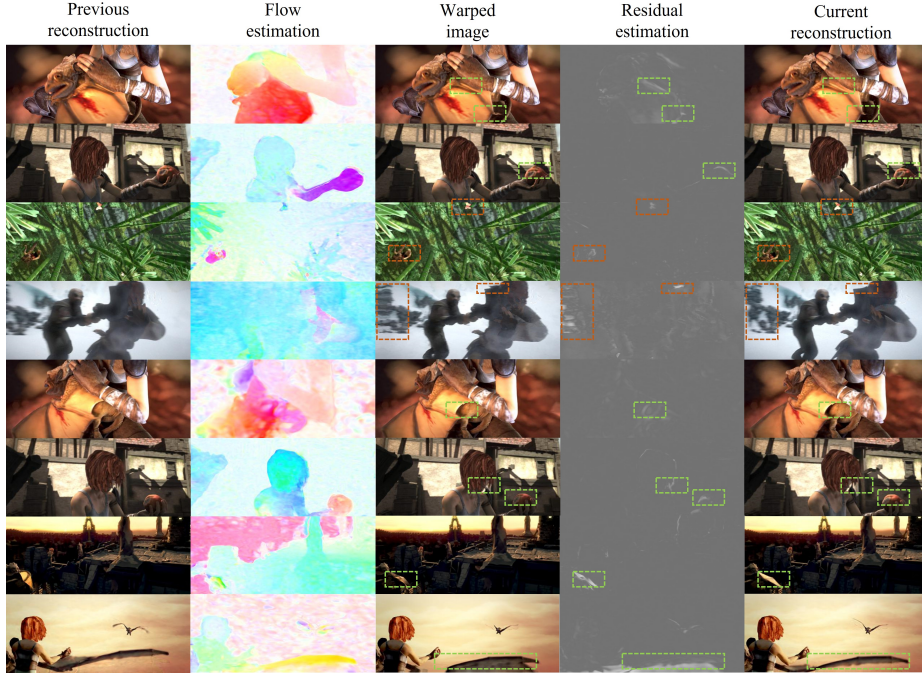 Previous
reconstruction
Flow
estimation
Warped
image
Residual
estimation
Current
reconstruction